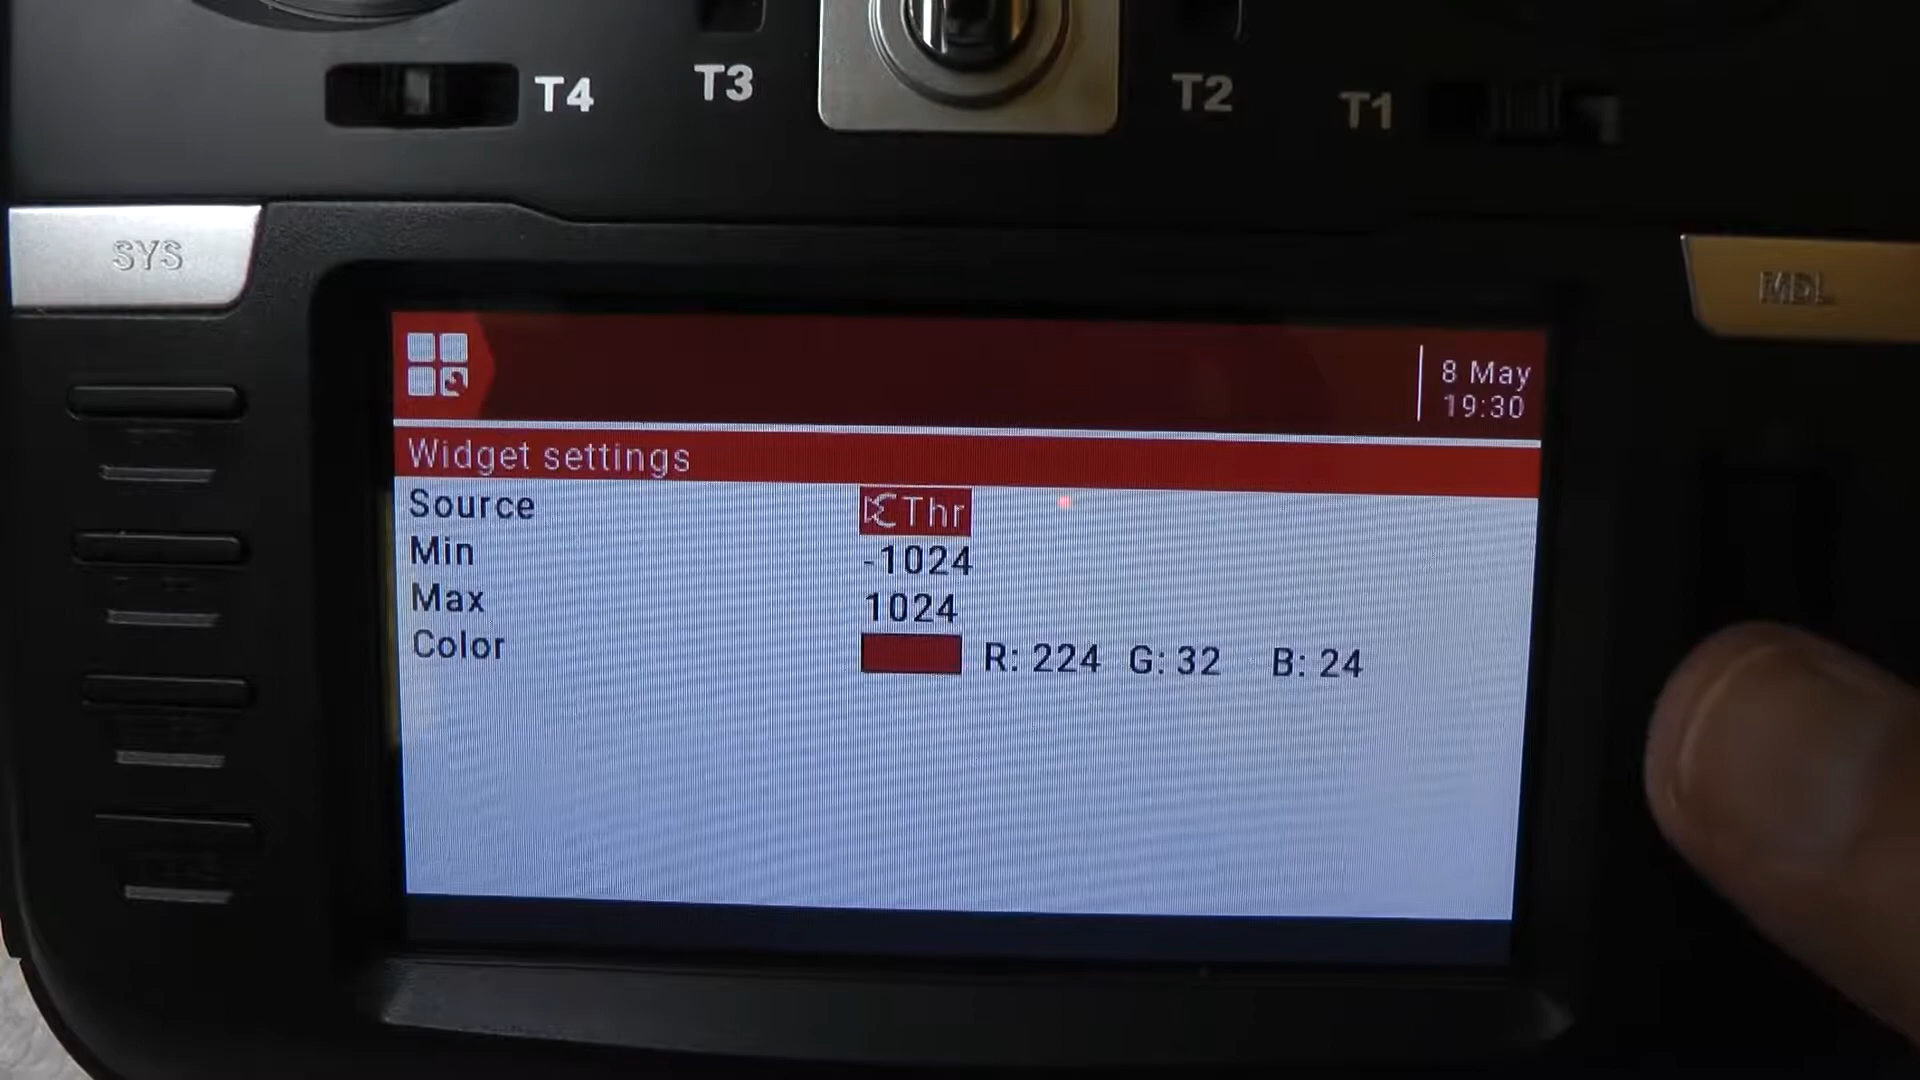 T4 T3 T2 T1
SYS
MDL
8 May
19:30
Widget settings
Source Thr
Min -1024
Max 1024
Color R: 224 G: 32 B: 24